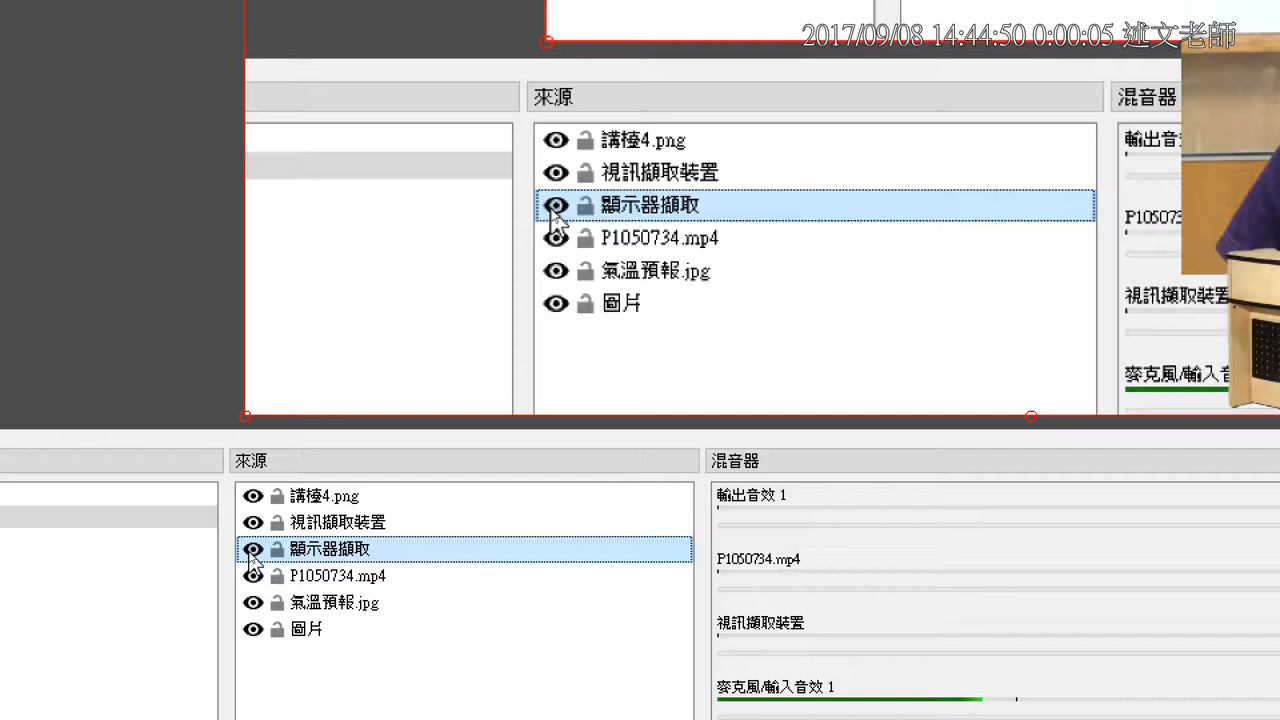 2017/09/08 14:44:50 0:00:05 述文老師
來源
混音器
講檯4.png
視訊擷取裝置
顯示器擷取
P1050734.mp4
氣溫預報.jpg
圖片
輸出音
P105073
視訊擷取裝置
麥克風/輸入音
來源
混音器
講檯4.png
視訊擷取裝置
顯示器擷取
P1050734.mp4
氣溫預報.jpg
圖片
輸出音效 1
P1050734.mp4
視訊擷取裝置
麥克風/輸入音效 1